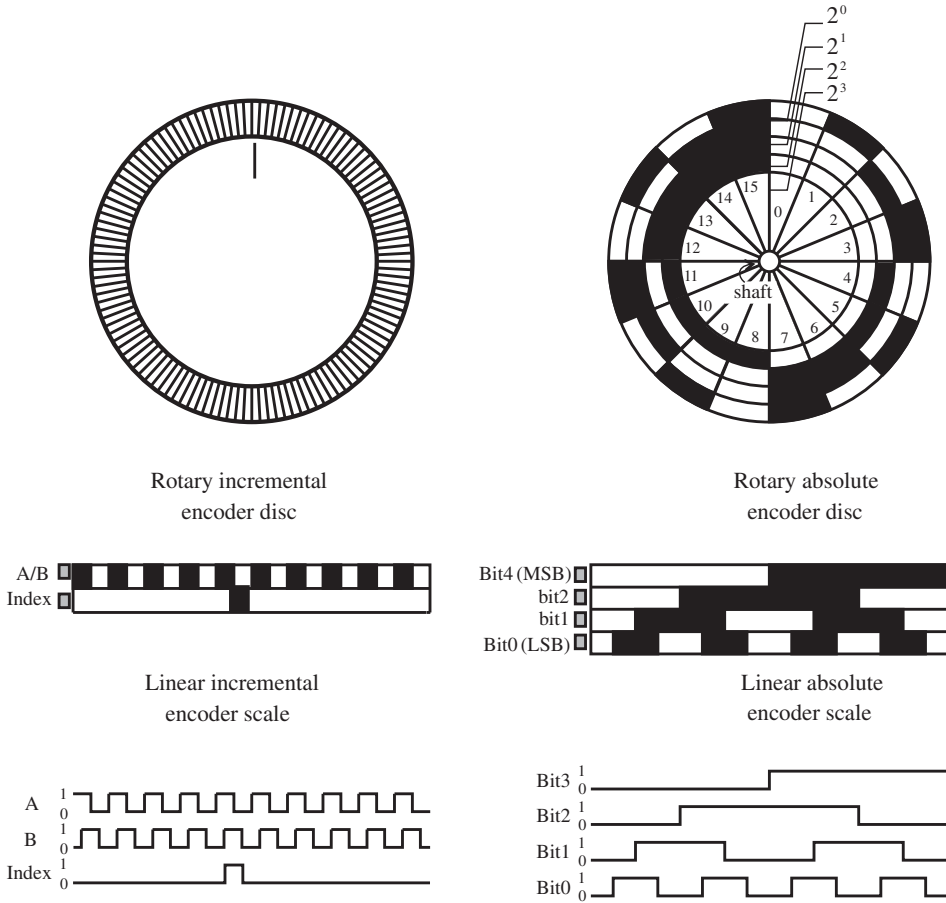 2⁰
2¹
2²
2³
15
0
1
2
3
4
5
6
7
8
9
10
11
12
13
14
shaft
Rotary incremental
encoder disc
Rotary absolute
encoder disc
A/B
Index
Linear incremental
encoder scale
Bit4 (MSB)
bit2
bit1
Bit0 (LSB)
Linear absolute
encoder scale
A 1
0
B 1
0
Index 1
0
Bit3 1
0
Bit2 1
0
Bit1 1
0
Bit0 1
0